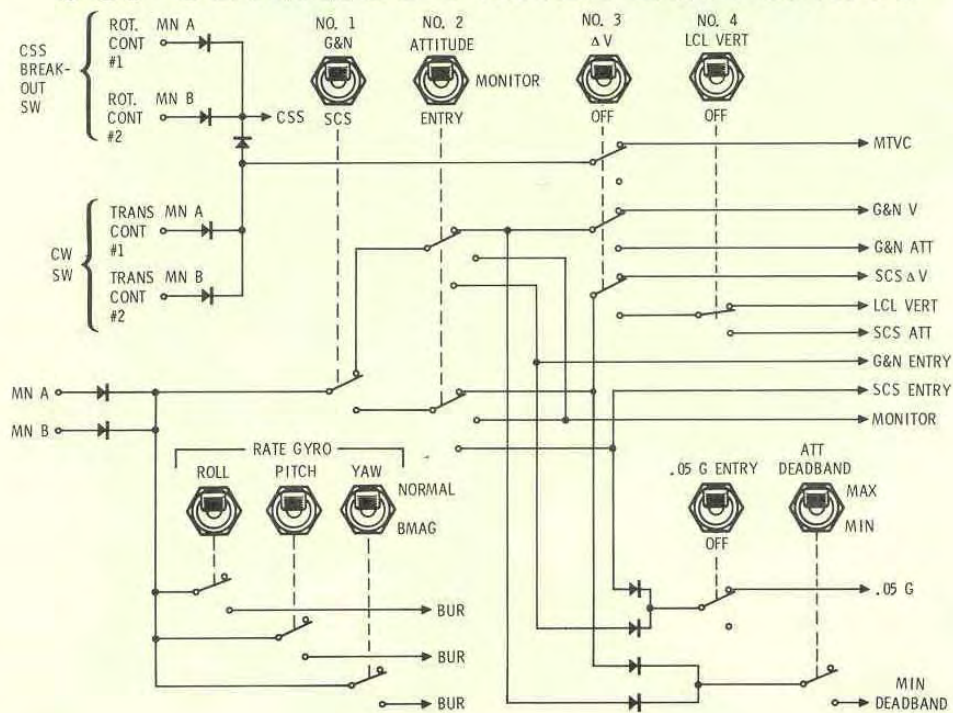 CSS
BREAK-
OUT
SW
ROT. MN A
CONT
#1
ROT. MN B
CONT
#2
CSS
CW
SW
TRANS MN A
CONT
#1
TRANS MN B
CONT
#2
NO. 1
G&N
SCS
NO. 2
ATTITUDE
MONITOR
ENTRY
NO. 3
Δ V
OFF
NO. 4
LCL VERT
OFF
MTVC
G&N V
G&N ATT
SCS Δ V
LCL VERT
SCS ATT
G&N ENTRY
SCS ENTRY
MONITOR
MN A
MN B
RATE GYRO
ROLL
PITCH
YAW
NORMAL
BMAG
BUR
BUR
BUR
.05 G ENTRY
OFF
ATT
DEADBAND
MAX
MIN
.05 G
MIN
DEADBAND